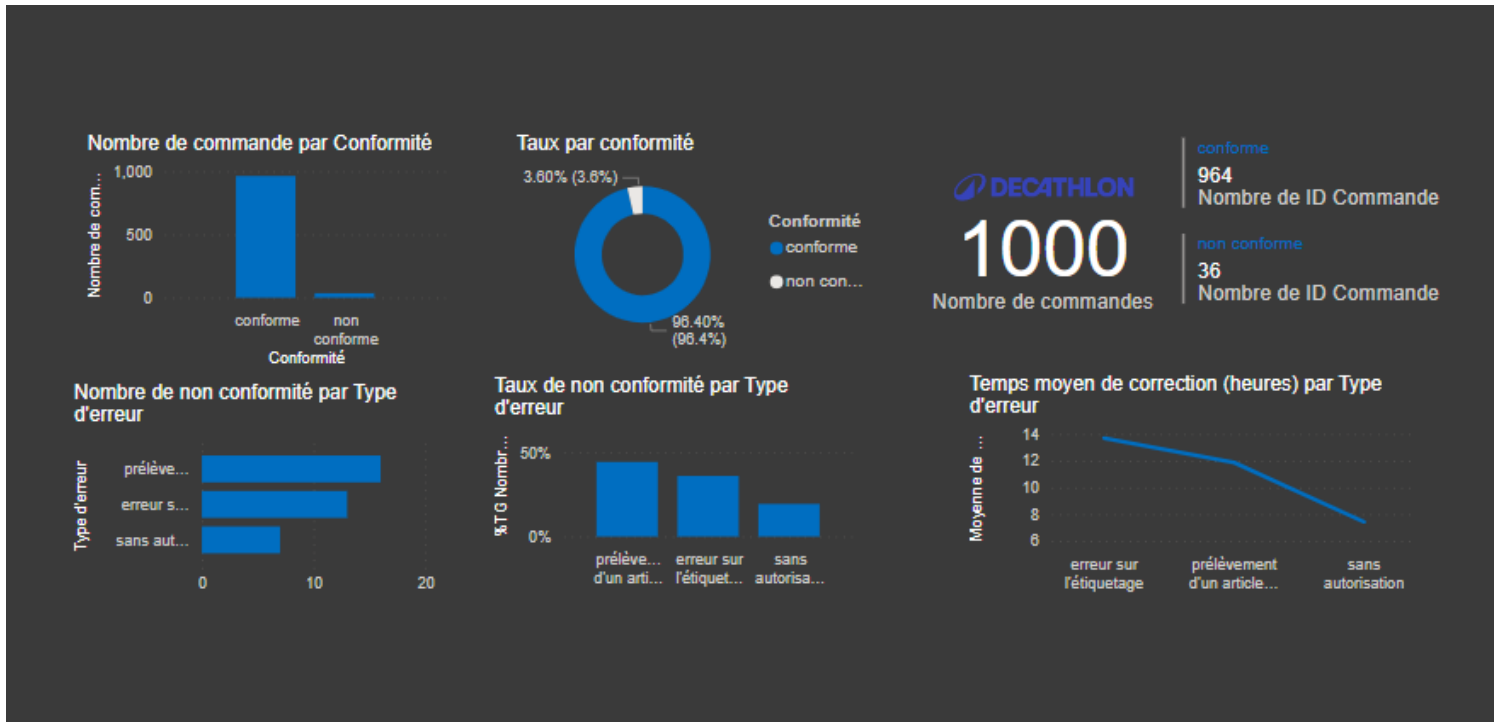 Nombre de commande par Conformité
Nombre de com...
1,000
500
0
conforme
non
conforme
Conformité
Taux par conformité
3.60% (3.6%)
96.40%
(96.4%)
Conformité
conforme
non con...
DECATHLON
1000
Nombre de commandes
conforme
964
Nombre de ID Commande
non conforme
36
Nombre de ID Commande
Nombre de non conformité par Type
d'erreur
Type d'erreur
prélève...
erreur s...
sans aut...
0
10
20
Taux de non conformité par Type
d'erreur
%TG Nombr...
50%
0%
prélève...
d'un arti...
erreur sur
l'étiquet...
sans
autorisa...
Temps moyen de correction (heures) par Type
d'erreur
Moyenne de ...
14
12
10
8
6
erreur sur
l'étiquetage
prélèvement
d'un article...
sans
autorisation